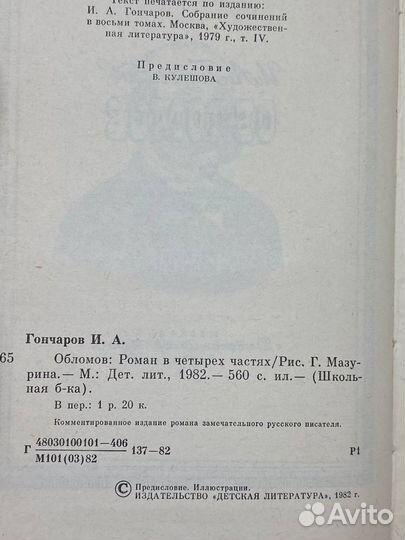 Текст печатается по изданию:
И. А. Гончаров. Собрание сочинений
в восьми томах. Москва, «Художествен-
ная литература», 1979 г., т. IV.
Предисловие
В. КУЛЕШОВА
Гончаров И. А.
65 Обломов: Роман в четырех частях/Рис. Г. Мазу-
рина.— М.: Дет. лит., 1982.— 560 с. ил.— (Школь-
ная б-ка).
В пер.: 1 р. 20 к.
Комментированное издание романа замечательного русского писателя.
Г 48030100101—406 137—82 Р1
М101(03)82
© Предисловие. Иллюстрации.
ИЗДАТЕЛЬСТВО «ДЕТСКАЯ ЛИТЕРАТУРА», 1982 г.
Avito